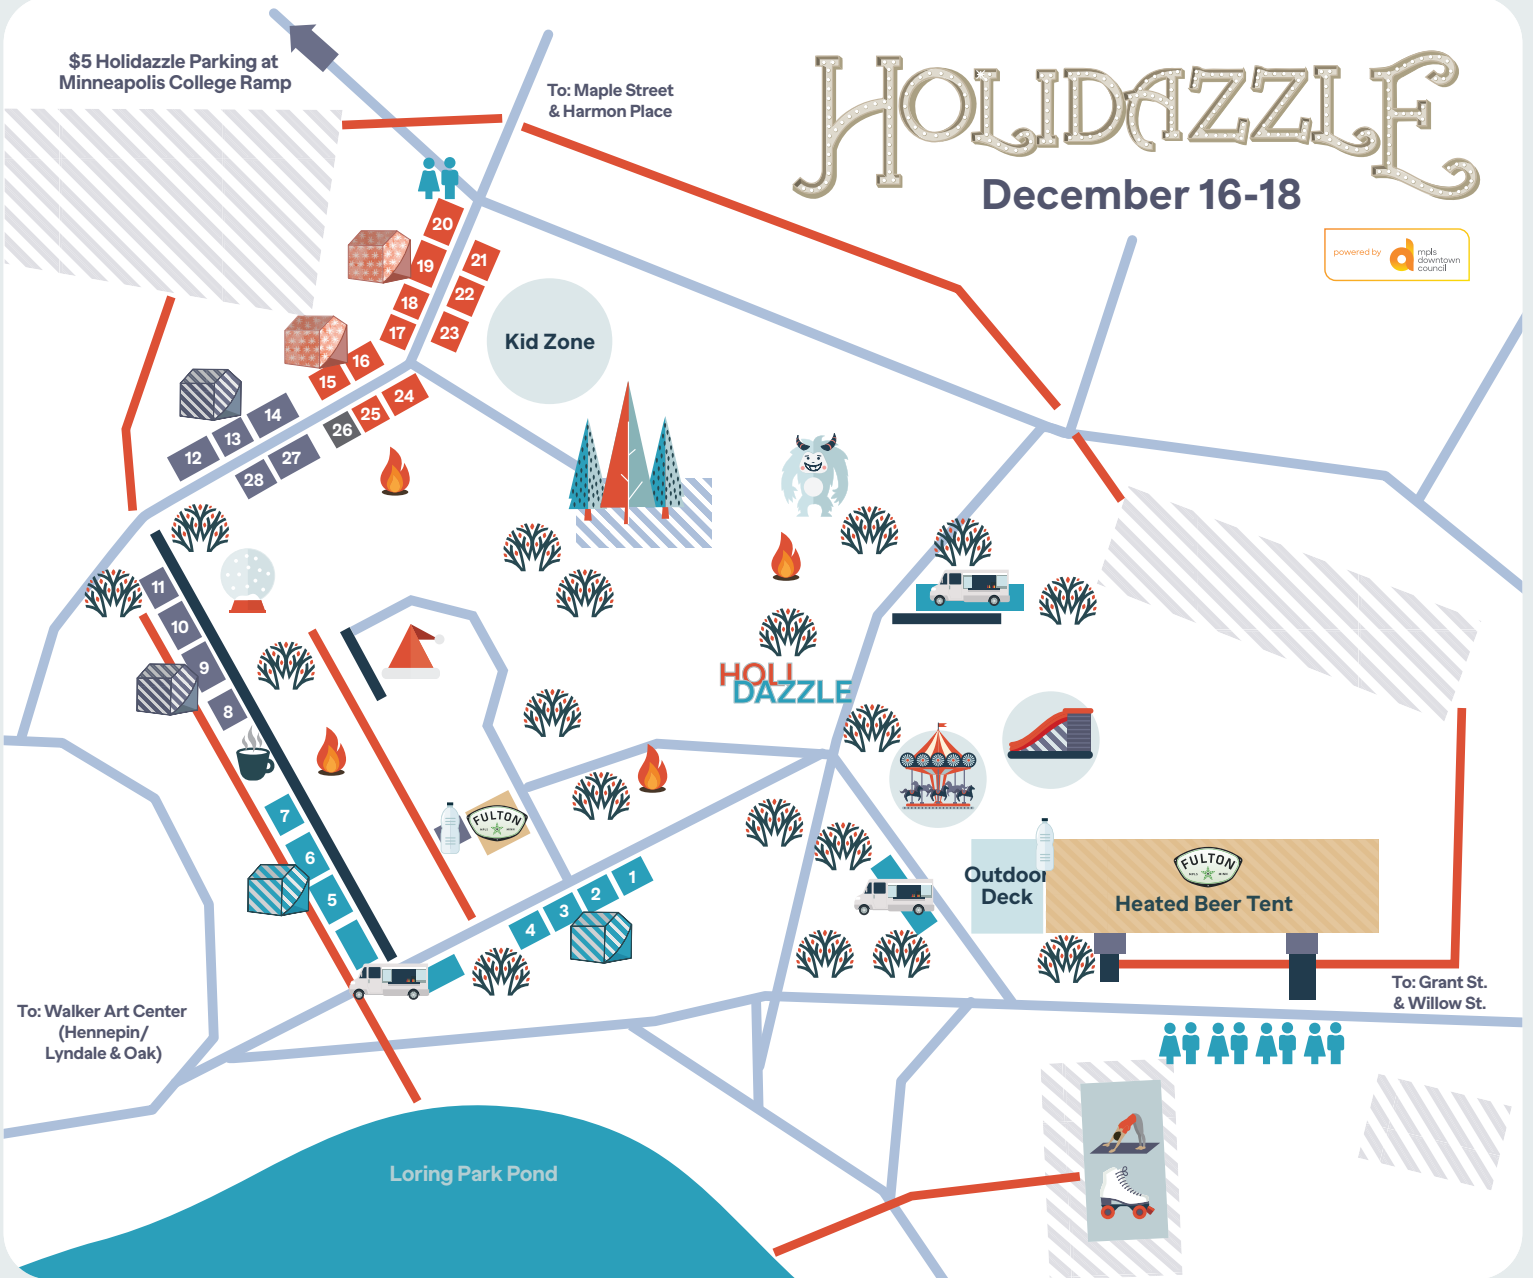 $5 Holidazzle Parking at
Minneapolis College Ramp
To: Maple Street
& Harmon Place
HOLIDAZZLE
December 16-18
powered by
d
mpls
downtown
council
20
19
18
17
16
15
14
13
12
21
22
23
24
25
26
27
28
Kid Zone
11
10
9
8
7
6
5
4
3
2
1
HOLI
DAZZLE
FULTON
Outdoor
Deck
FULTON
Heated Beer Tent
To: Grant St.
& Willow St.
To: Walker Art Center
(Hennepin/
Lyndale & Oak)
Loring Park Pond